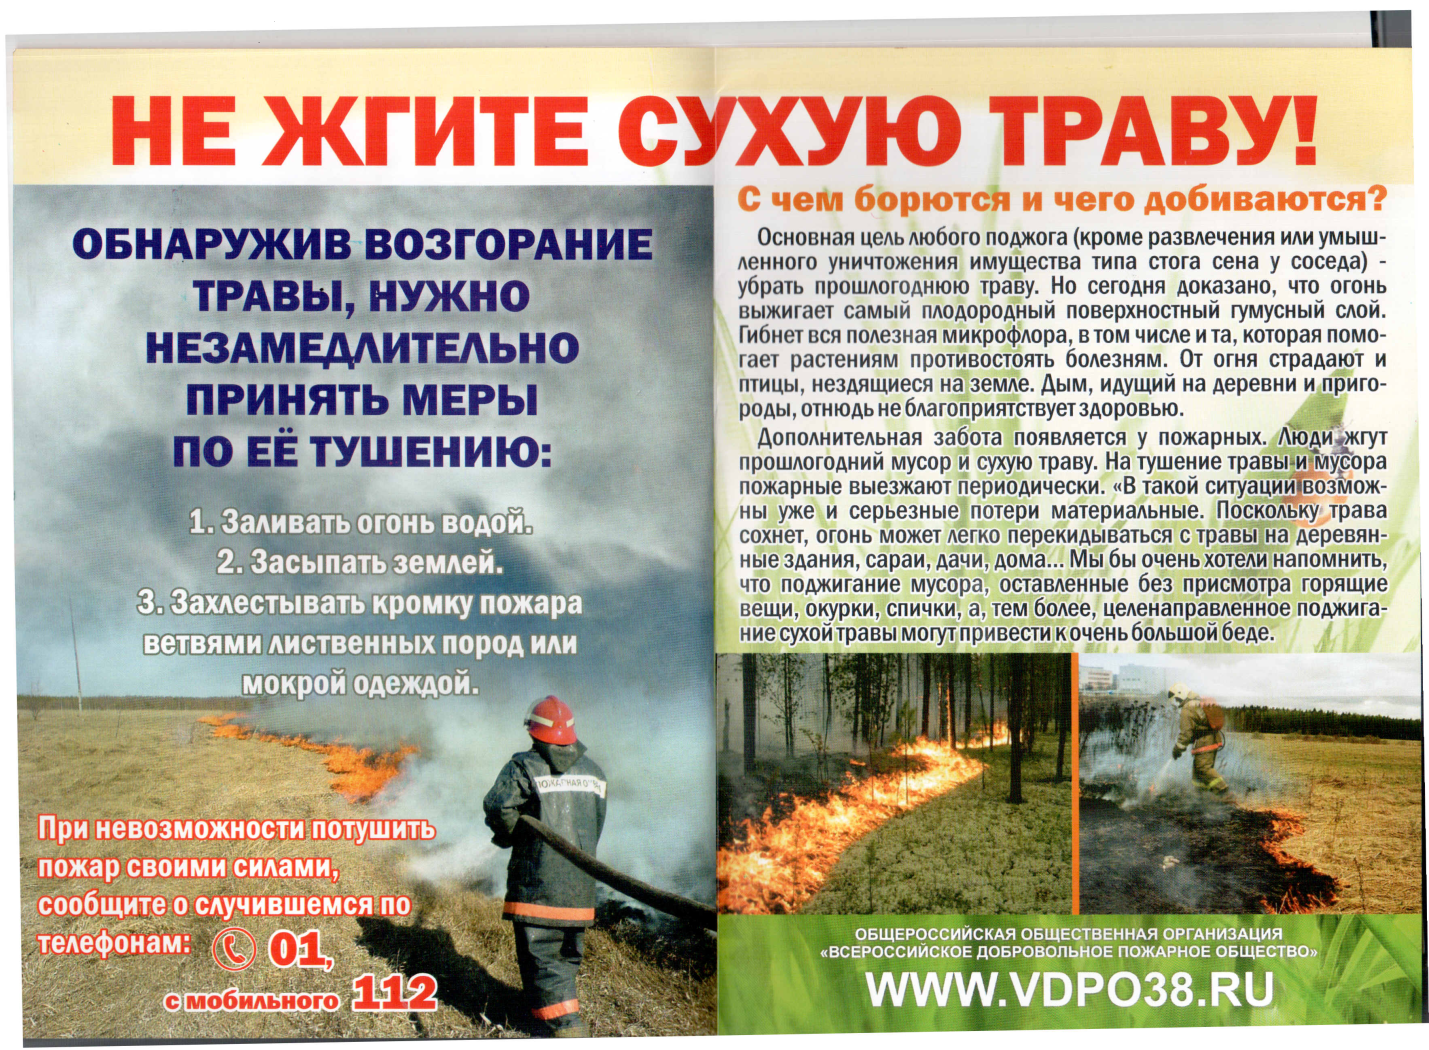 НЕ ЖГИТЕ СУХУЮ ТРАВУ!
ОБНАРУЖИВ ВОЗГОРАНИЕ
ТРАВЫ, НУЖНО
НЕЗАМЕДЛИТЕЛЬНО
ПРИНЯТЬ МЕРЫ
ПО ЕЁ ТУШЕНИЮ:
1. Заливать огонь водой.
2. Засыпать землей.
3. Захлестывать кромку пожара
ветвями лиственных пород или
мокрой одеждой.
ПОЖАРНАЯ О
При невозможности потушить
пожар своими силами,
сообщите о случившемся по
телефонам: 01,
с мобильного 112
С чем борются и чего добиваются?
Основная цель любого поджога (кроме развлечения или умыш-
ленного уничтожения имущества типа стога сена у соседа) -
убрать прошлогоднюю траву. Но сегодня доказано, что огонь
выжигает самый плодородный поверхностный гумусный слой.
Гибнет вся полезная микрофлора, в том числе и та, которая помо-
гает растениям противостоять болезням. От огня страдают и
птицы, нездящиеся на земле. Дым, идущий на деревни и приго-
роды, отнюдь не благоприятствует здоровью.
Дополнительная забота появляется у пожарных. Люди жгут
прошлогодний мусор и сухую траву. На тушение травы и мусора
пожарные выезжают периодически. «В такой ситуации возмож-
ны уже и серьезные потери материальные. Поскольку трава
сохнет, огонь может легко перекидываться с травы на деревян-
ные здания, сараи, дачи, дома... Мы бы очень хотели напомнить,
что поджигание мусора, оставленные без присмотра горящие
вещи, окурки, спички, а, тем более, целенаправленное поджига-
ние сухой травы могут привести к очень большой беде.
ОБЩЕРОССИЙСКАЯ ОБЩЕСТВЕННАЯ ОРГАНИЗАЦИЯ
«ВСЕРОССИЙСКОЕ ДОБРОВОЛЬНОЕ ПОЖАРНОЕ ОБЩЕСТВО»
WWW.VDPO38.RU